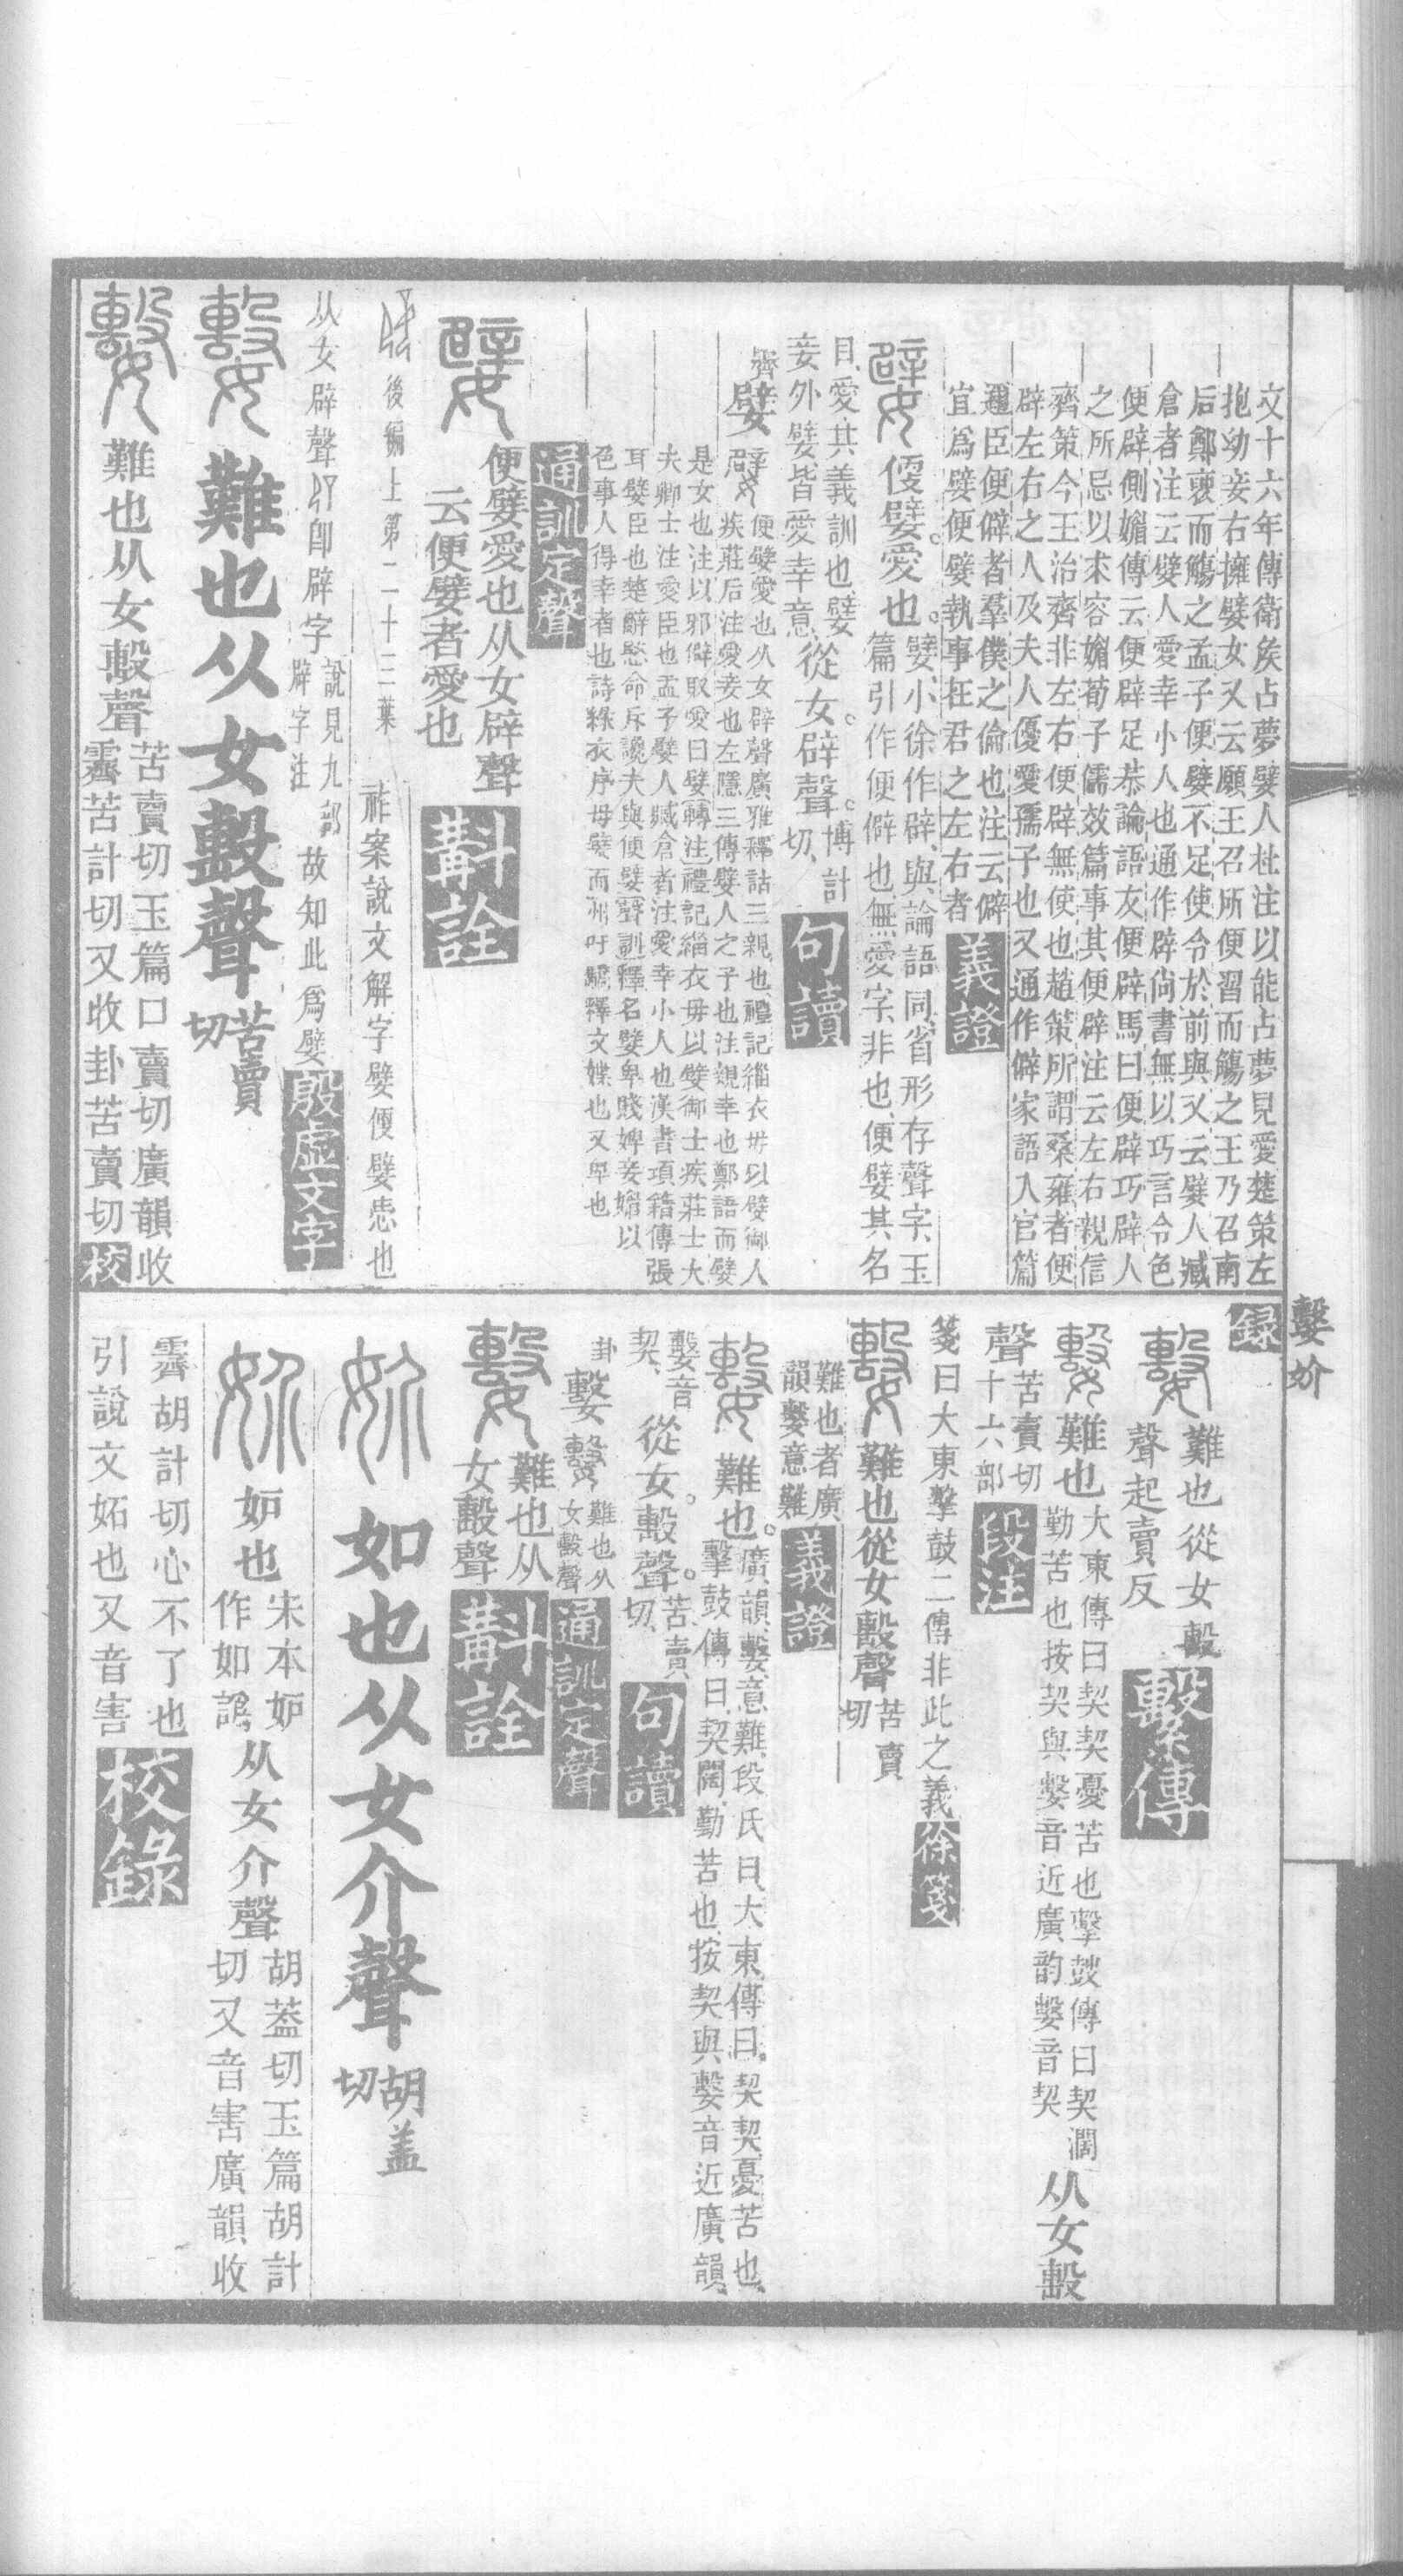 文十六年傳衛矦占夢嬖人杜注以能占夢見愛楚策左
抱幼妾右擁嬖女又云願王召所便習而觴之王乃召南
后鄭褏而觴之孟子便嬖不足使令於前與又云嬖人臧
倉者注云嬖人愛幸小人也通作辟尚書無以巧言令色
便辟側媚傳云便辟足恭論語友便辟馬曰便辟巧辟人
之所忌以求容媚荀子儒效篇事其便辟注云左右親信
齊策今王治齊非左右便辟無使也趙策所謂桑雍者便
辟左右之人及夫人優愛孺子也又通作僻家語入官篇
邇臣便僻者羣僕之倫也注云僻
宜爲嬖便嬖執事在君之左右者
義證
便嬖愛也
嬖小徐作辟與論語同省形存聲字玉
篇引作便僻也無愛字非也便嬖其名
目愛其義訓也嬖
妾外嬖皆愛幸意
從女辟聲
博計
切
句讀
嬖
便嬖愛也从女辟聲廣雅釋詁三親也禮記緇衣毋以嬖御人
疾莊后注愛妾也左隱三傳嬖人之子也注親幸也鄭語而嬖
是女也注以邪僻取愛曰嬖轉注禮記緇衣毋以嬖御士疾莊士大
夫卿士注愛臣也孟子嬖人臧倉者注愛幸小人也漢書項籍傳張
耳嬖臣也楚辭愍命斥讒夫與便嬖聲訓釋名嬖卑賤婢妾媚以
色事人得幸者也詩綠衣序母嬖而州吁驕釋文媟也又卑也
通訓定聲
便嬖愛也从女辟聲
云便嬖者愛也
斠詮
後編上第二十三葉
祚案說文解字嬖便嬖愚也
从女辟聲
卽辟字
說見九部
辟字注
故知此爲嬖
殷虛文字
難也从女毄聲
苦賣
切
難也从女毄聲
苦賣切玉篇口賣切廣韻收
霽苦計切又收卦苦賣切
校
嫛妎
録
難也從女毄
聲起賣反
繫傳
難也
大東傳曰契契憂苦也擊鼓傳曰契闊
勤苦也按契與嫛音近廣韵嫛音契
从女毄
聲
苦賣切
十六部
段注
箋曰大東擊鼓二傳非此之義
徐箋
難也從女毄聲
苦賣
切
難也者廣
韻嫛意難
義證
難也
廣韻嫛意難段氏曰大東傳曰契契憂苦也
擊鼓傳曰契闊勤苦也按契與嫛音近廣韻
嫛音
契
從女毄聲
苦賣
切
句讀
難也从
女毄聲
通訓定聲
難也从
女毄聲
斠詮
如也从女介聲
胡蓋
切
妒也
宋本妒
作如譌
从女介聲
胡葢切玉篇胡計
切又音害廣韻收
霽胡計切心不了也
引說文妬也又音害
校錄